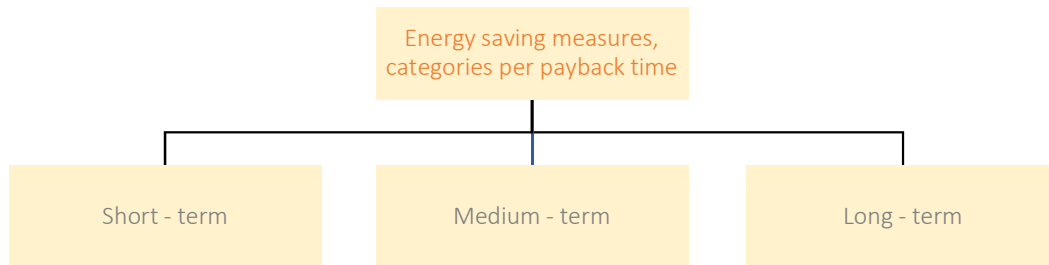 Energy saving measures,
categories per payback time
Short - term
Medium - term
Long - term